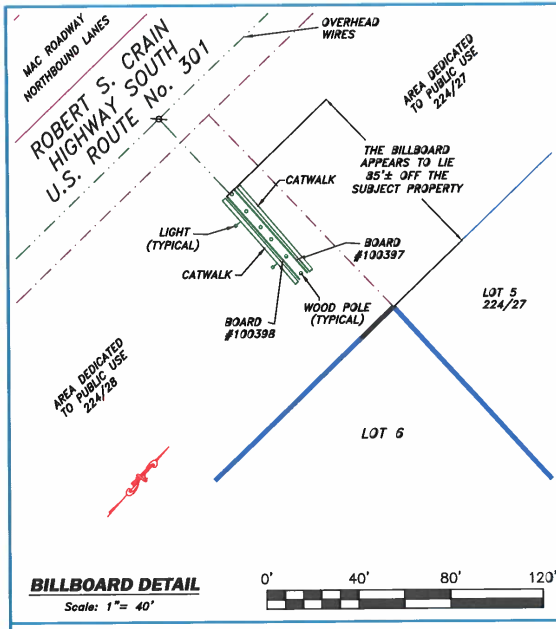 MAC ROADWAY
NORTHBOUND LANES
ROBERT S. CRAIN
HIGHWAY SOUTH
U.S. ROUTE No. 301
OVERHEAD
WIRES
AREA DEDICATED
TO PUBLIC USE
224/27
THE BILLBOARD
APPEARS TO LIE
85'± OFF THE
SUBJECT PROPERTY
CATWALK
LIGHT
(TYPICAL)
CATWALK
BOARD
#100397
BOARD
#100398
WOOD POLE
(TYPICAL)
LOT 5
224/27
AREA DEDICATED
TO PUBLIC USE
224/28
LOT 6
BILLBOARD DETAIL
Scale: 1"= 40'
0' 40' 80' 120'